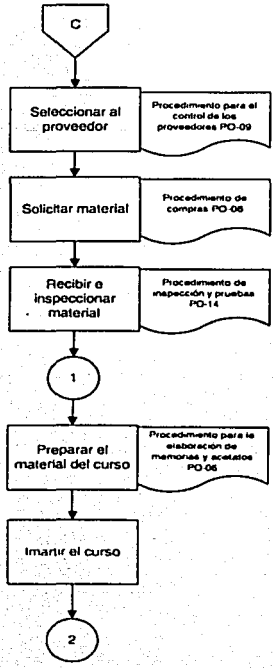 C
Seleccionar al
proveedor
Procedimiento para el
control de los
proveedores PO-09
Solicitar material
Procedimiento de
compras PO-08
Recibir e
inspeccionar
material
Procedimiento de
inspección y pruebas
PO-14
1
Preparar el
material del curso
Procedimiento para la
elaboración de
memorias y acetatos
PO-06
Imartir el curso
2